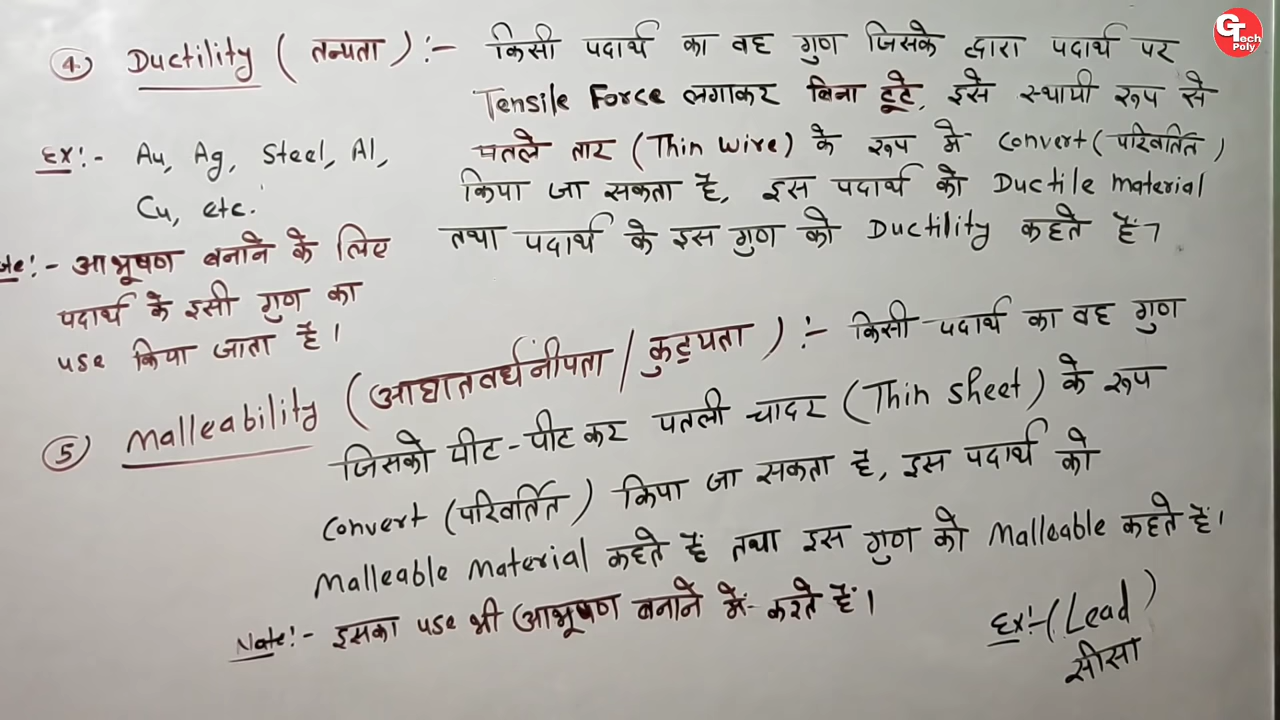 GTech Poly
④ Ductility ( तन्यता ) :- किसी पदार्थ का वह गुण जिसके द्वारा पदार्थ पर
Tensile Force लगाकर बिना टूटे, इसे स्थायी रूप से
पतले तार (Thin wire) के रूप में Convert (परिवर्तित)
किया जा सकता है, इस पदार्थ को Ductile material
तथा पदार्थ के इस गुण को Ductility कहते हैं।
Ex:- Au, Ag, Steel, Al,
Cu, etc.
आभूषण बनाने के लिए
पदार्थ के इसी गुण का
use किया जाता है।
⑤ Malleability (आघातवर्धनीयता / कुट्टयता ) :- किसी पदार्थ का वह गुण
जिसको पीट-पीट कर पतली चादर (Thin sheet) के रूप
Convert (परिवर्तित) किया जा सकता है, इस पदार्थ को
Malleable material कहते हैं तथा इस गुण को Malleable कहते हैं।
Note:- इसका use भी आभूषण बनाने में करते हैं।
Ex:- (Lead)
सीसा